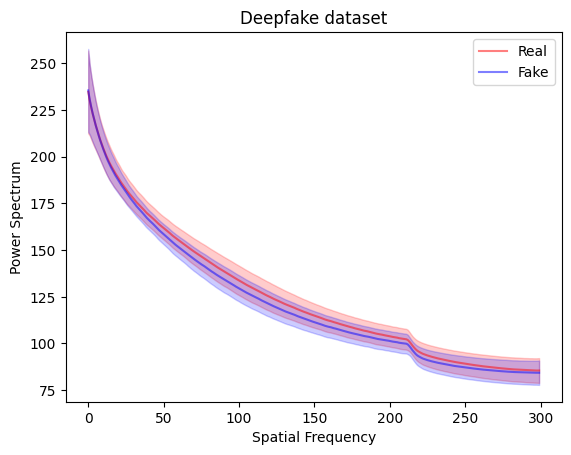 Deepfake dataset
Real
Fake
250
225
200
175
150
125
100
75
Power Spectrum
0 50 100 150 200 250 300
Spatial Frequency